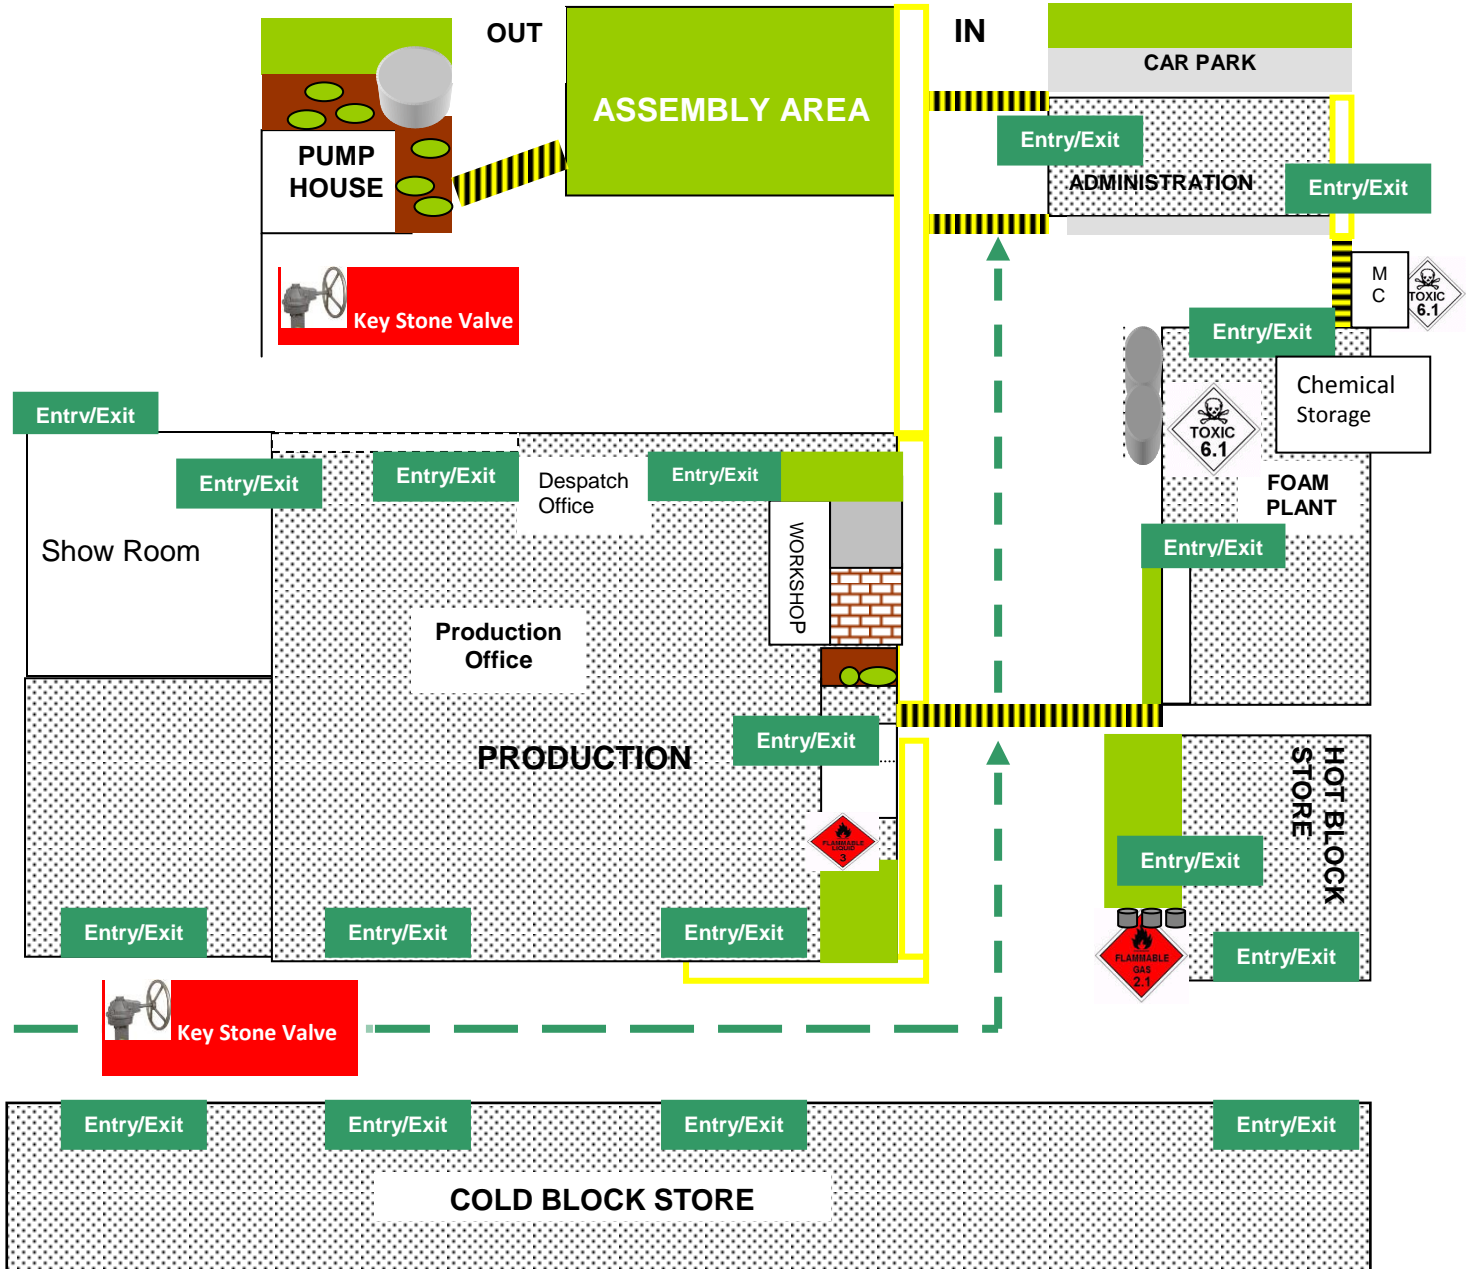 OUT
IN
CAR PARK
ASSEMBLY AREA
Entry/Exit
PUMP
HOUSE
ADMINISTRATION
Entry/Exit
M
C
TOXIC
6.1
Key Stone Valve
Entry/Exit
Chemical
Storage
Entrv/Exit
TOXIC
6.1
Entry/Exit
Entry/Exit
Despatch
Office
Entry/Exit
FOAM
PLANT
Show Room
WORKSHOP
Entry/Exit
Production
Office
PRODUCTION
Entry/Exit
HOT BLOCK
STORE
FLAMMABLE
LIQUID
3
Entry/Exit
Entry/Exit
Entry/Exit
Entry/Exit
FLAMMABLE
GAS
2.1
Entry/Exit
Key Stone Valve
Entry/Exit
Entry/Exit
Entry/Exit
Entry/Exit
COLD BLOCK STORE